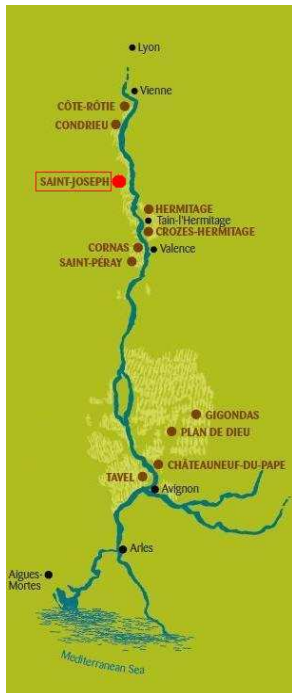 Lyon
Vienne
CÔTE-RÔTIE
CONDRIEU
SAINT-JOSEPH
HERMITAGE
Tain-l'Hermitage
CROZES-HERMITAGE
CORNAS
Valence
SAINT-PÉRAY
GIGONDAS
PLAN DE DIEU
CHÂTEAUNEUF-DU-PAPE
TAVEL
Avignon
Arles
Aigues-
Mortes
Mediterranean Sea